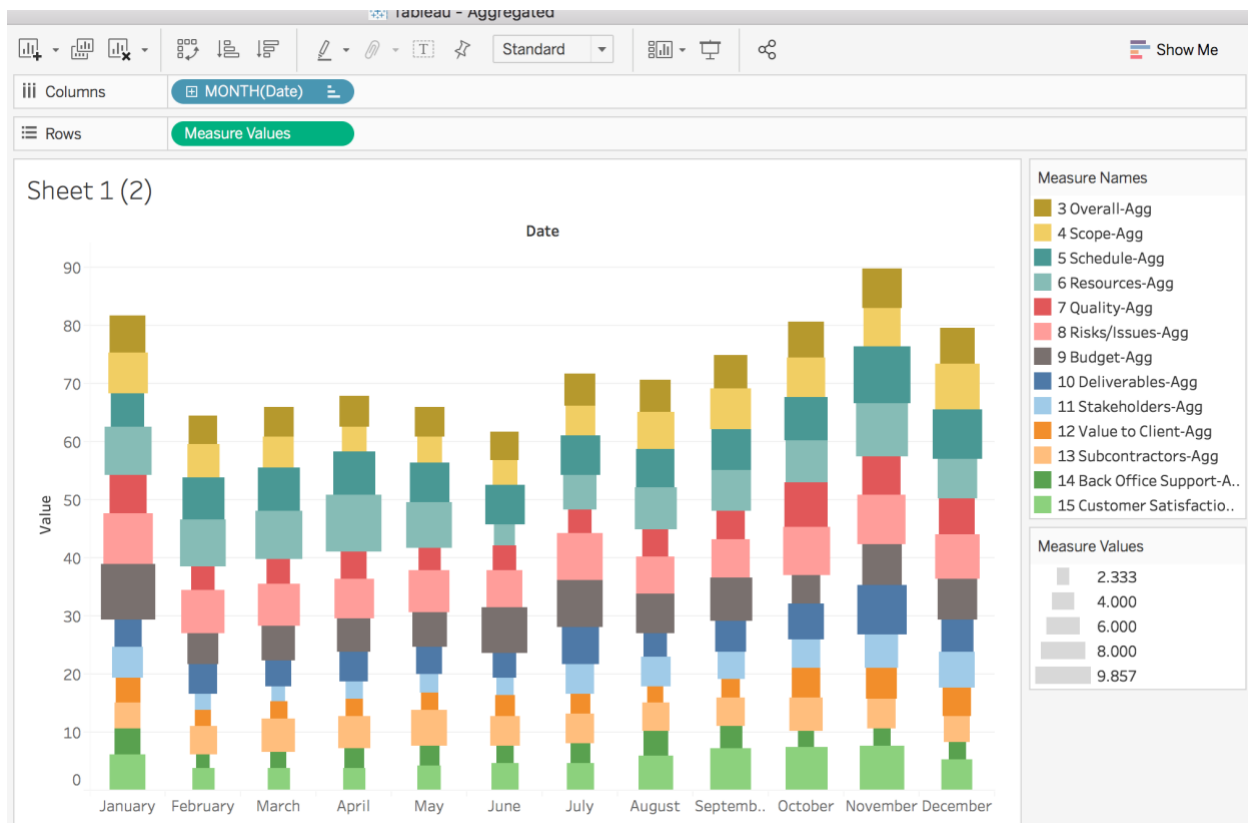 Tableau - Aggregated
Standard
Show Me
Columns
MONTH(Date)
Rows
Measure Values
Sheet 1 (2)
Date
90
80
70
60
50
40
30
20
10
0
Value
January February March April May June July August Septemb.. October November December
Measure Names
3 Overall-Agg
4 Scope-Agg
5 Schedule-Agg
6 Resources-Agg
7 Quality-Agg
8 Risks/Issues-Agg
9 Budget-Agg
10 Deliverables-Agg
11 Stakeholders-Agg
12 Value to Client-Agg
13 Subcontractors-Agg
14 Back Office Support-A..
15 Customer Satisfactio..
Measure Values
2.333
4.000
6.000
8.000
9.857